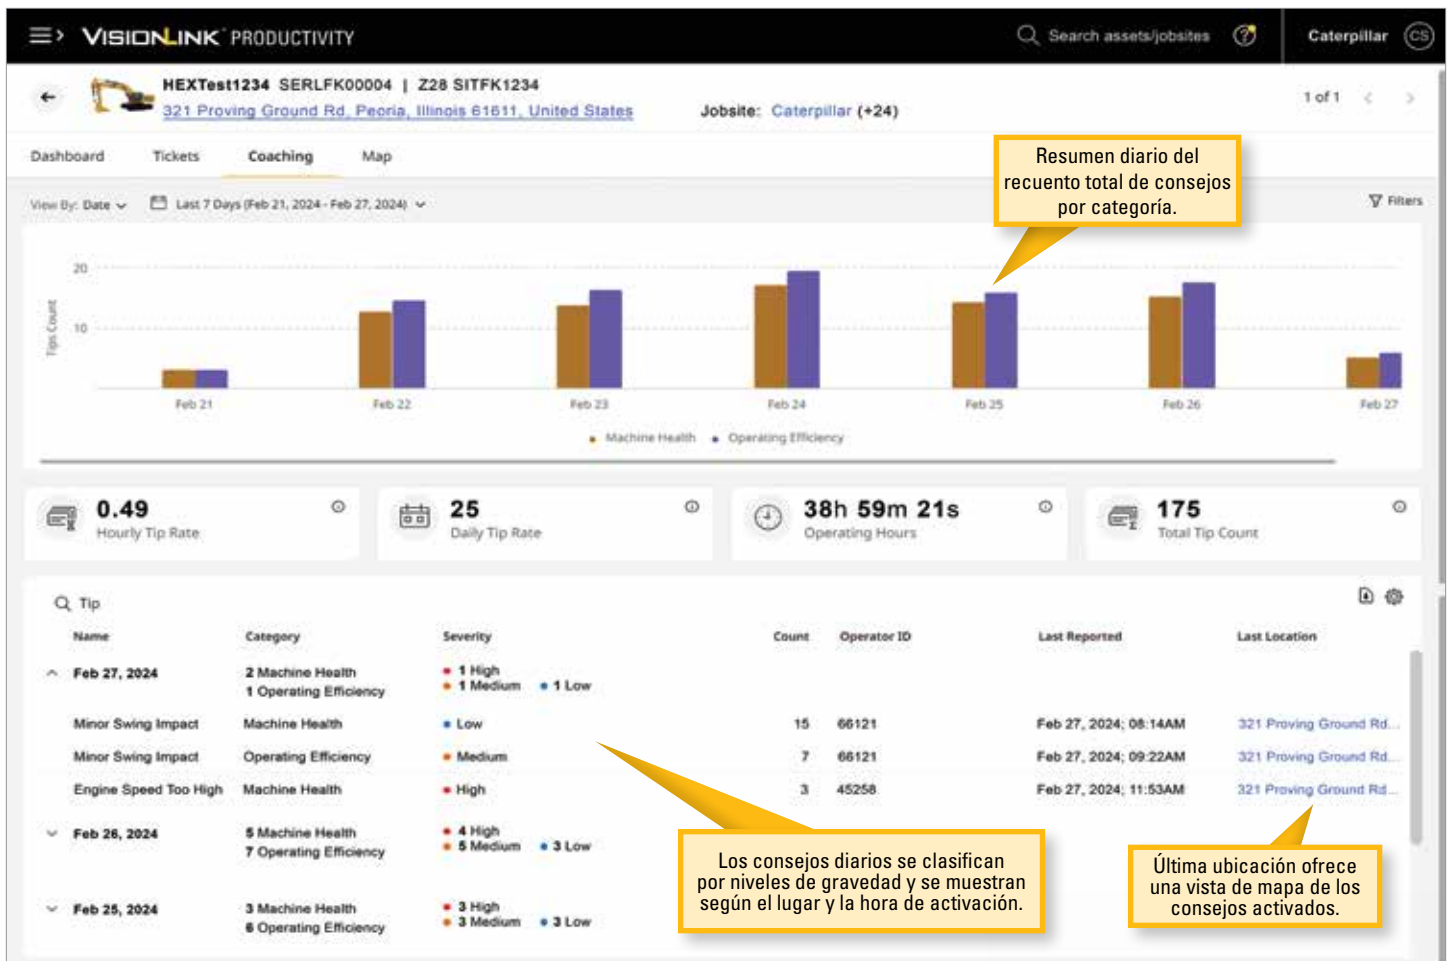 VISIONLINK PRODUCTIVITY
Search assets/jobsites
Caterpillar CS
HEXTest1234 SERLFK00004 | Z28 SITFK1234
321 Proving Ground Rd, Peoria, Illinois 61611, United States
Jobsite: Caterpillar (+24)
1 of 1
Dashboard Tickets Coaching Map
Resumen diario del
recuento total de consejos
por categoría.
View By: Date
Last 7 Days (Feb 21, 2024 - Feb 27, 2024)
Filters
Tips Count
20
10
Feb 21 Feb 22 Feb 23 Feb 24 Feb 25 Feb 26 Feb 27
Machine Health Operating Efficiency
0.49
Hourly Tip Rate
25
Daily Tip Rate
38h 59m 21s
Operating Hours
175
Total Tip Count
Tip
Name Category Severity Count Operator ID Last Reported Last Location
Feb 27, 2024 2 Machine Health 1 High
1 Operating Efficiency 1 Medium 1 Low
Minor Swing Impact Machine Health Low 15 66121 Feb 27, 2024; 08:14AM 321 Proving Ground Rd...
Minor Swing Impact Operating Efficiency Medium 7 66121 Feb 27, 2024; 09:22AM 321 Proving Ground Rd...
Engine Speed Too High Machine Health High 3 45258 Feb 27, 2024; 11:53AM 321 Proving Ground Rd...
Feb 26, 2024 5 Machine Health 4 High
7 Operating Efficiency 5 Medium 3 Low
Feb 25, 2024 3 Machine Health 3 High
6 Operating Efficiency 3 Medium 3 Low
Los consejos diarios se clasifican
por niveles de gravedad y se muestran
según el lugar y la hora de activación.
Última ubicación ofrece
una vista de mapa de los
consejos activados.